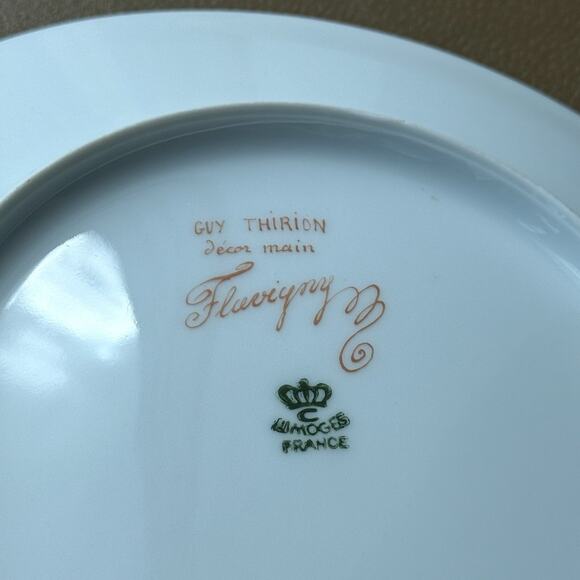 GUY THIRION
décor main
Flavigny
C
LIMOGES
FRANCE